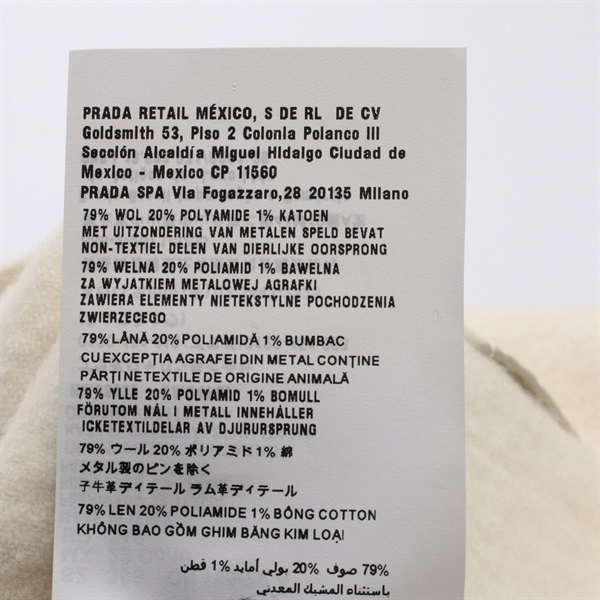 PRADA RETAIL MÉXICO, S DE RL DE CV
Goldsmith 53, Piso 2 Colonia Polanco III
Sección Alcaldía Miguel Hidalgo Ciudad de
Mexico - Mexico CP 11560
PRADA SPA Via Fogazzaro,28 20135 Milano
79% WOL 20% POLYAMIDE 1% KATOEN
MET UITZONDERING VAN METALEN SPELD BEVAT
NON-TEXTIEL DELEN VAN DIERLIJKE OORSPRONG
79% WELNA 20% POLIAMID 1% BAWELNA
ZA WYJATKIEM METALOWEJ AGRAFKI
ZAWIERA ELEMENTY NIETEKSTYLNE POCHODZENIA
ZWIERZECEGO
79% LÂNĂ 20% POLIAMIDĂ 1% BUMBAC
CU EXCEPȚIA AGRAFEI DIN METAL CONȚINE
PĂRȚI NETEXTILE DE ORIGINE ANIMALĂ
79% YLLE 20% POLYAMID 1% BOMULL
FÖRUTOM NÅL I METALL INNEHÅLLER
ICKETEXTILDELAR AV DJURURSPRUNG
79% ウール 20% ポリアミド 1% 綿
メタル製のピンを除く
子牛革ディテール ラム革ディテール
79% LEN 20% POLIAMIDE 1% BÔNG COTTON
KHÔNG BAO GỒM GHIM BĂNG KIM LOẠI
79% صوف 20% بولي أمايد 1% قطن
باستثناء المشبك المعدني